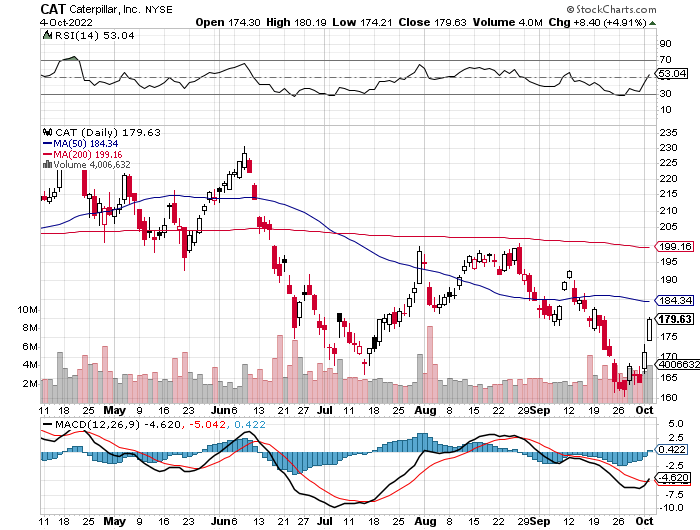 CAT Caterpillar, Inc. NYSE © StockCharts.com
4-Oct-2022 Open 174.30 High 180.19 Low 174.21 Close 179.63 Volume 4.0M Chg +8.40 (+4.91%)
RSI(14) 53.04
90
70
53.04
30
10
CAT (Daily) 179.63
MA(50) 184.34
MA(200) 199.16
Volume 4,006,632
235
230
225
220
215
210
205
199.16
195
190
184.34
179.63
175
170
4006632
165
160
10M
8M
6M
4M
2M
11 18 25 May 9 16 23 Jun 6 13 21 27 Jul 11 18 25 Aug 8 15 22 29 Sep 12 19 26 Oct
MACD(12,26,9) -4.620, -5.042, 0.422
5.0
2.5
0.422
-2.5
-4.620
-7.5
-10.0
11 18 25 May 9 16 23 Jun 6 13 21 27 Jul 11 18 25 Aug 8 15 22 29 Sep 12 19 26 Oct